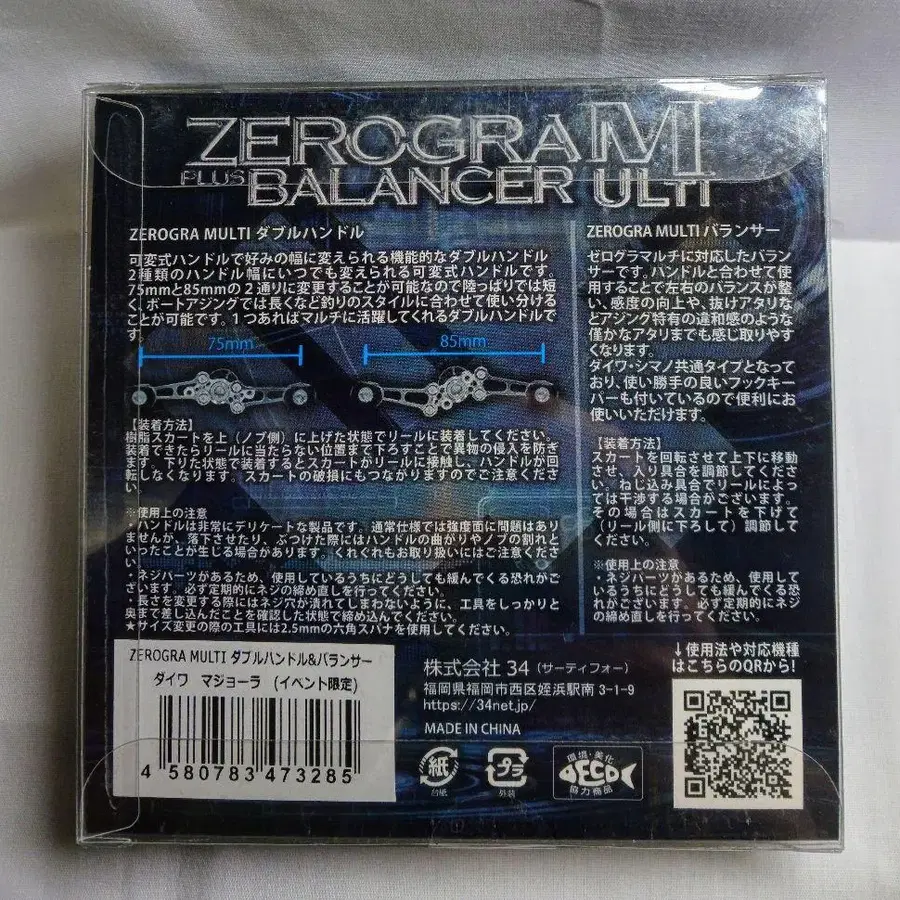 ZEROGRA MULTI
PLUS BALANCER
ZEROGRA MULTI ダブルハンドル
可変式ハンドルで好みの幅に変えられる機能的なダブルハンドル
2種類のハンドル幅にいつでも変えられる可変式ハンドルです。
75mmと85mmの2通りに変更することが可能なので陸っぱりでは短
く、ボートアジングでは長くなど釣りのスタイルに合わせて使い分ける
ことが可能です。1つあればマルチに活躍してくれるダブルハンドルで
す。
75mm
85mm
【装着方法】
樹脂スカートを上（ノブ側）に上げた状態でリールに装着してください。
装着できたらリールに当たらない位置まで下ろすことで異物の侵入を防ぎ
ます。下りた状態で装着するとスカートがリールに接触し、ハンドルが回
転しなくなります。スカートの破損にもつながりますのでご注意くださ
い。
※使用上の注意
・ハンドルは非常にデリケートな製品です。通常仕様では強度面に問題はあり
ませんが、落下させたり、ぶつけた際にはハンドルの曲がりやノブの割れと
いったことが生じる場合があります。くれぐれもお取り扱いにはご注意くださ
い。
・ネジパーツがあるため、使用しているうちにどうしても緩んでくる恐れがご
ざいます。必ず定期的にネジの締め直しを行ってください。
・長さを変更する際にはネジ穴が潰れてしまわないように、工具をしっかりと
奥まで差し込んだことを確認した状態で締め込んでください。
★サイズ変更の際の工具には2.5mmの六角スパナを使用してください。
ZEROGRA MULTI バランサー
ゼログラマルチに対応したバラン
サーです。ハンドルと合わせて使
用することで左右のバランスが整
い、感度の向上や、抜けアタリな
どアジング特有の違和感のような
僅かなアタリまでも感じ取りやす
くなります。
ダイワ・シマノ共通タイプとなって
おり、使い勝手の良いフックキー
パーも付いているので便利にお
使いいただけます。
【装着方法】
スカートを回転させて上下に移動
させ、入り具合を調節してくださ
い。ねじ込み具合でリールによっ
ては干渉する場合がございます。
その場合はスカートを下げて
（リール側に下ろして）調節してく
ださい。
※使用上の注意
・ネジパーツがあるため、使用して
いるうちにどうしても緩んでくる恐
れがございます。必ず定期的にネジ
の締め直しを行ってください。
ZEROGRA MULTI ダブルハンドル&バランサー
ダイワ マジョーラ (イベント限定)
4 580783 473285
株式会社 34（サーティフォー）
福岡県福岡市西区姪浜駅南 3-1-9
https://34net.jp/
MADE IN CHINA
紙
台紙
プラ
外装
環境・美化
ECO
協力商品
↓使用法や対応機種
はこちらのQRから!